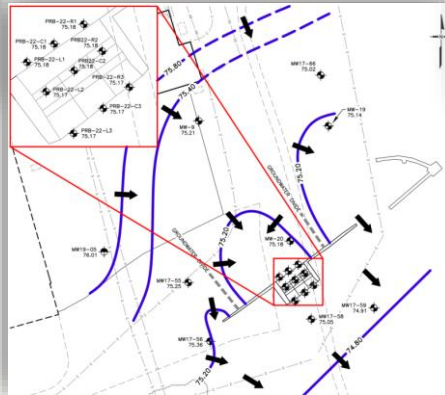 PRB-22-R1
75.18
PRB-22-C1
75.18
PRB22-R2
75.18
PRB-22-L1
75.18
PRB22-C2
75.18
PRB-22-R3
75.17
PRB-22-L2
75.17
PRB-22-C3
75.17
PRB-22-L3
75.17
75.80
75.40
MW17-66
75.02
MW-9
75.21
MW-19
75.14
75.20
GROUNDWATER DIVIDE
GROUNDWATER DIVIDE
75.20
MW-20
75.18
MW19-05
76.01
MW17-55
75.25
MW17-59
74.91
MW17-58
75.05
MW17-56
75.36
75.20
74.80